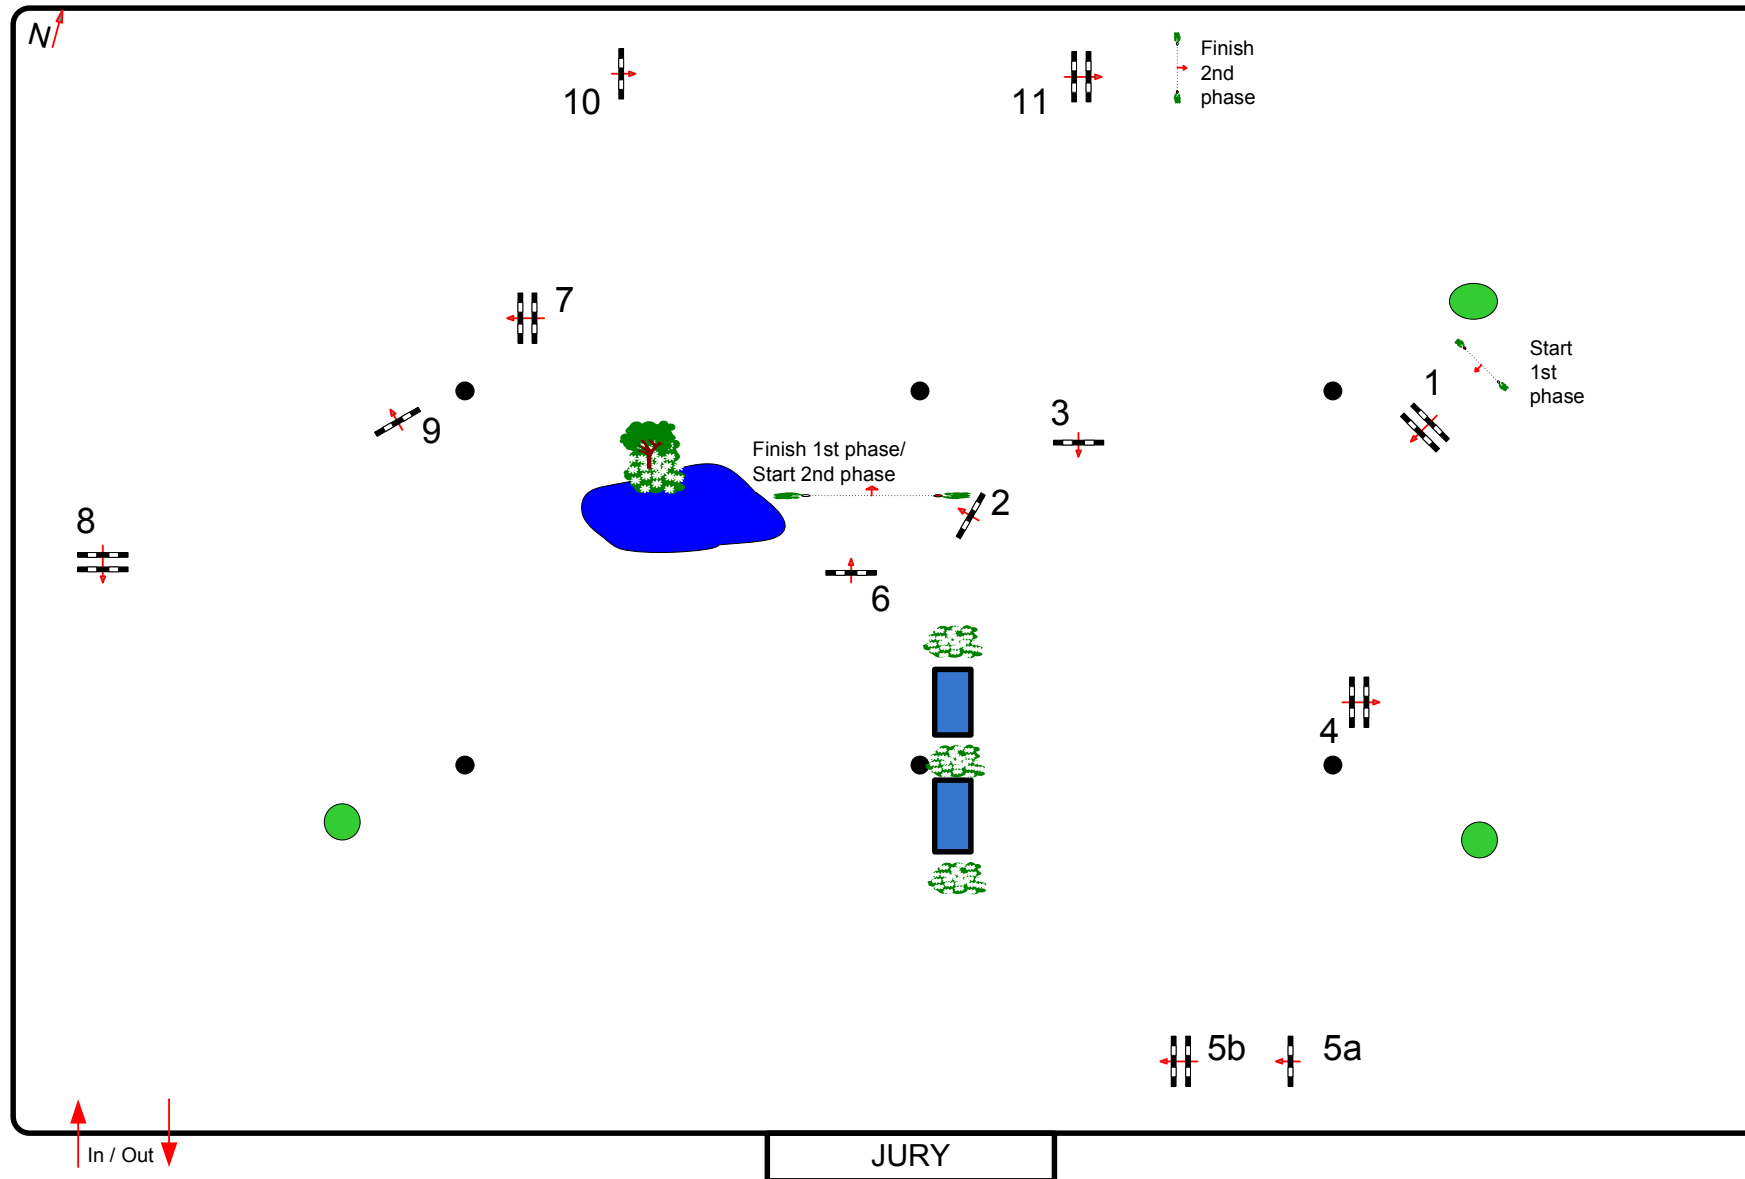 N
10
11
Finish
2nd
phase
7
Start
1st
phase
1
3
9
Finish 1st phase/
Start 2nd phase
2
8
6
4
5b
5a
In / Out
JURY